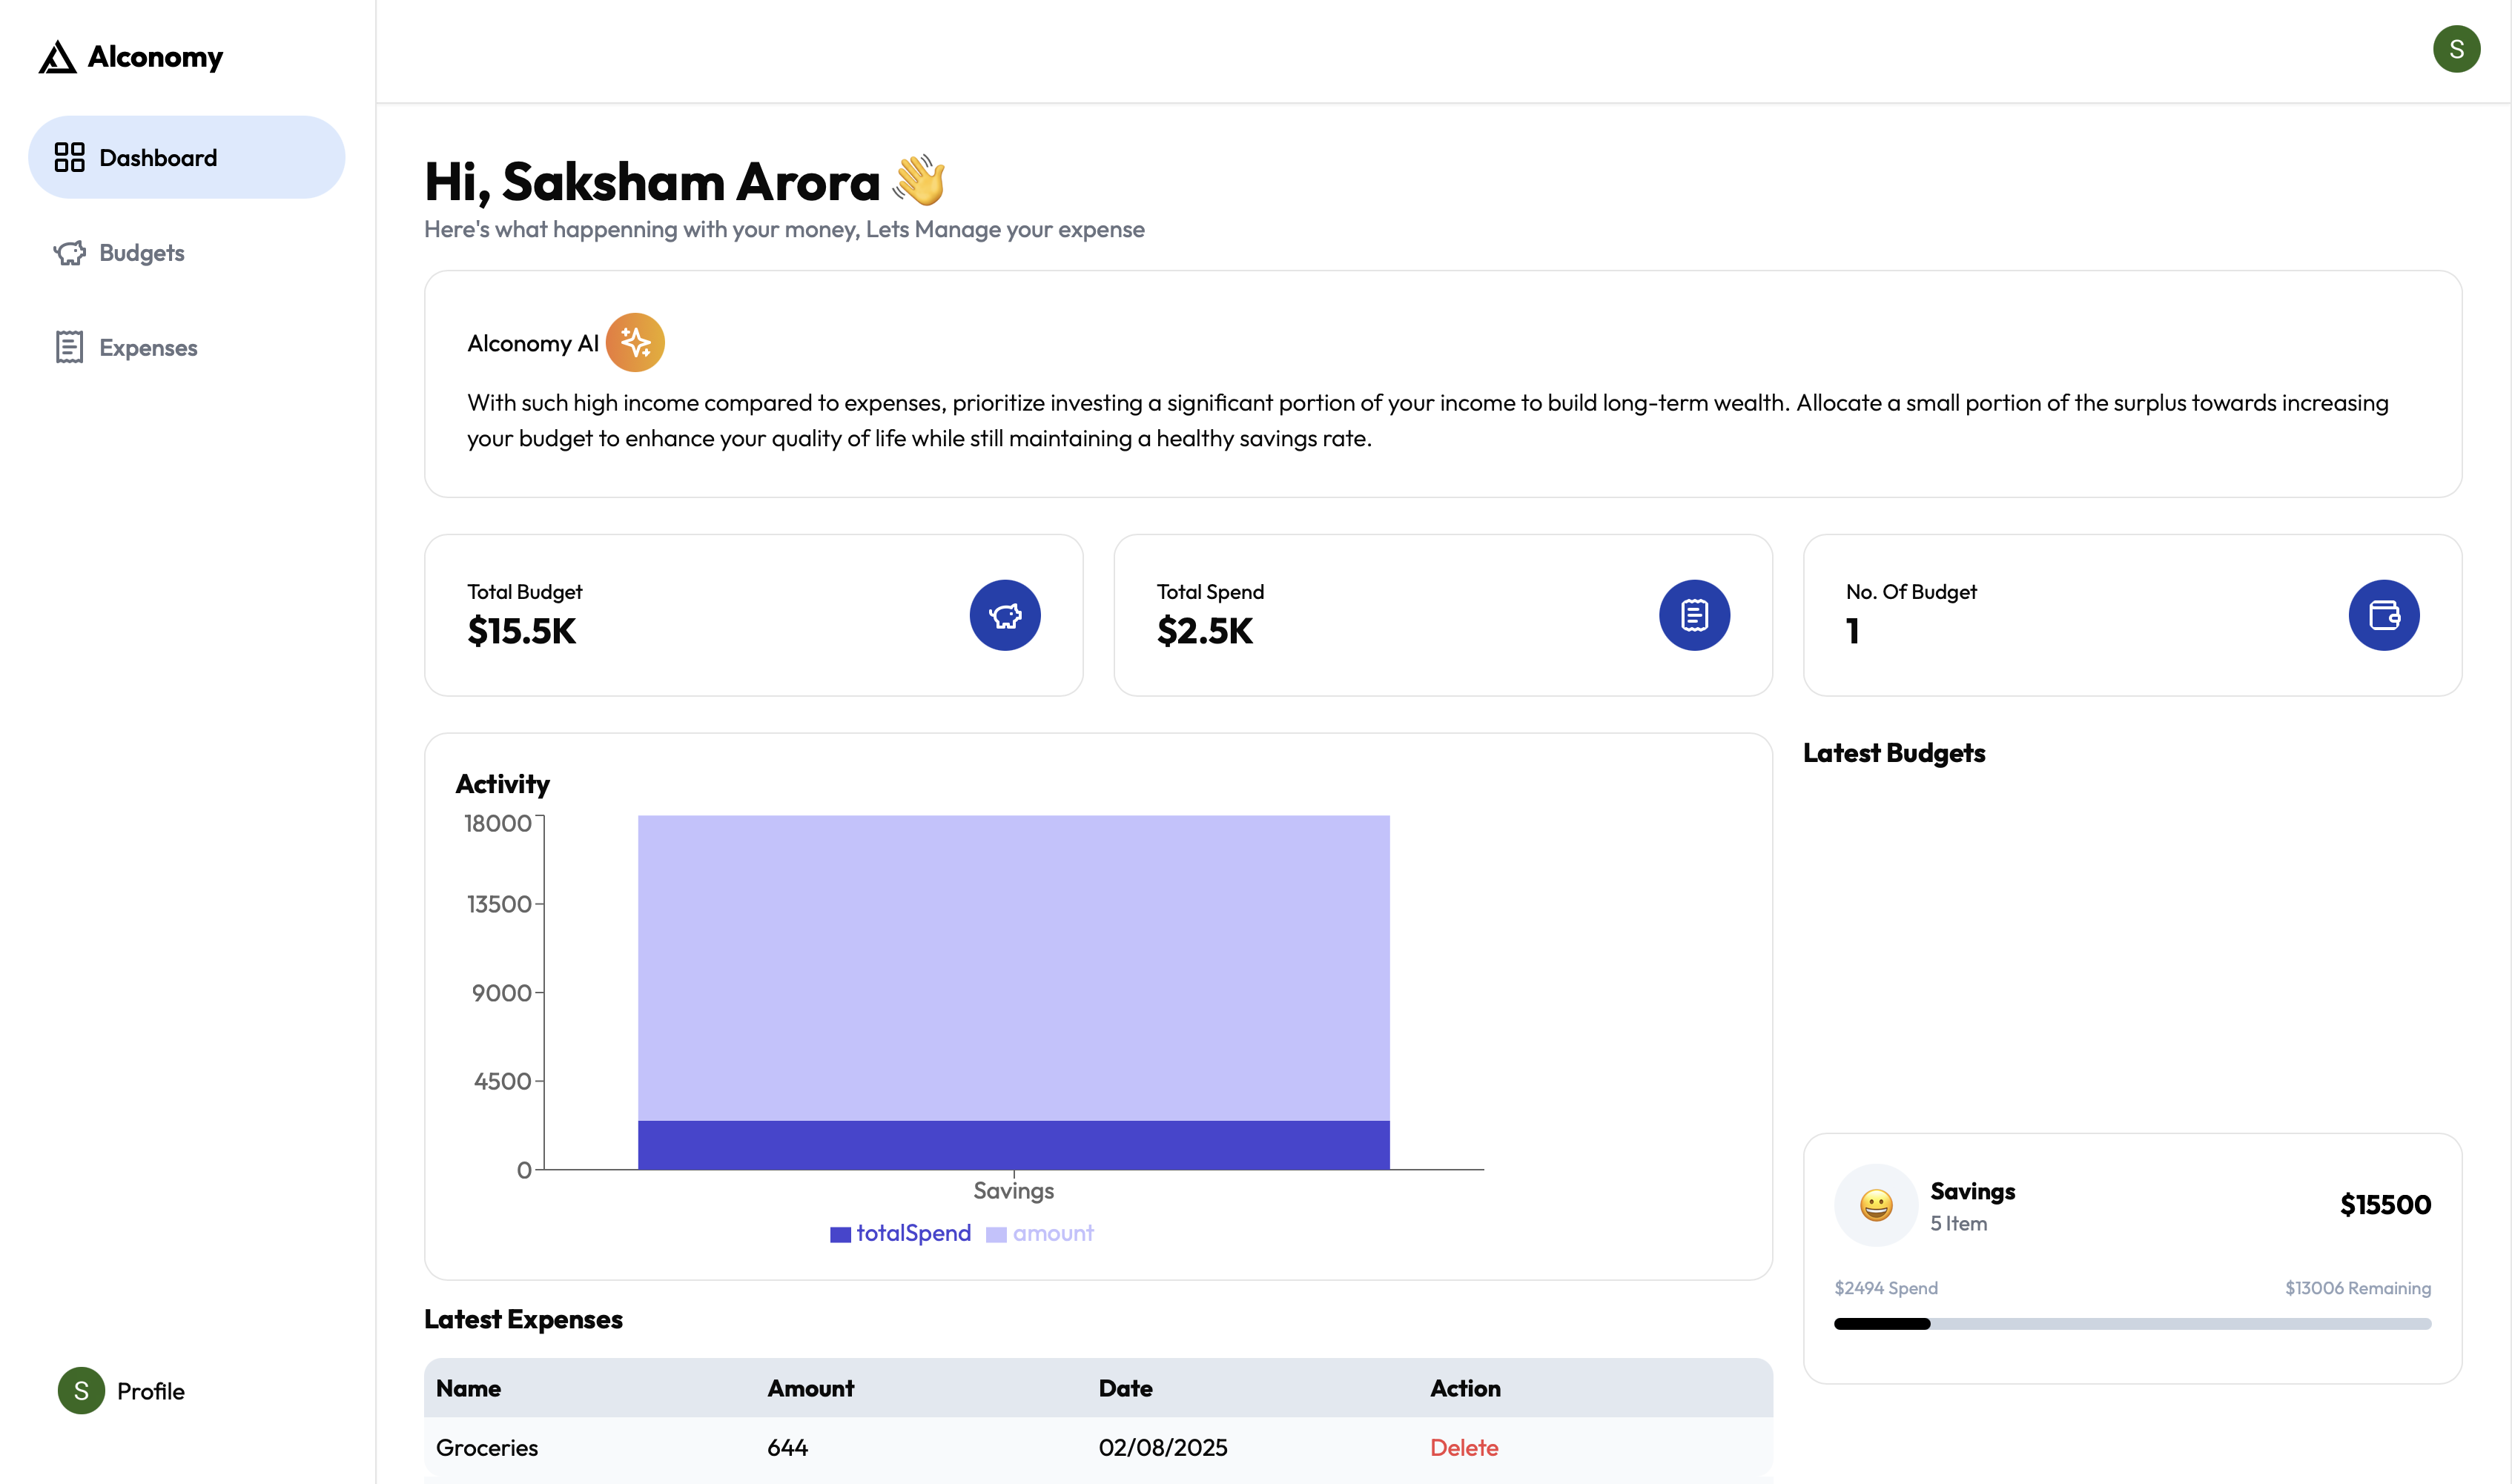 Alconomy
S
Dashboard
Budgets
Expenses
Hi, Saksham Arora 👋
Here's what happenning with your money, Lets Manage your expense
Alconomy AI
With such high income compared to expenses, prioritize investing a significant portion of your income to build long-term wealth. Allocate a small portion of the surplus towards increasing
your budget to enhance your quality of life while still maintaining a healthy savings rate.
Total Budget
$15.5K
Total Spend
$2.5K
No. Of Budget
1
Activity
18000
13500
9000
4500
0
Savings
totalSpend amount
Latest Budgets
😀
Savings
5 Item
$15500
$2494 Spend
$13006 Remaining
Latest Expenses
Name Amount Date Action
Groceries 644 02/08/2025 Delete
S
Profile